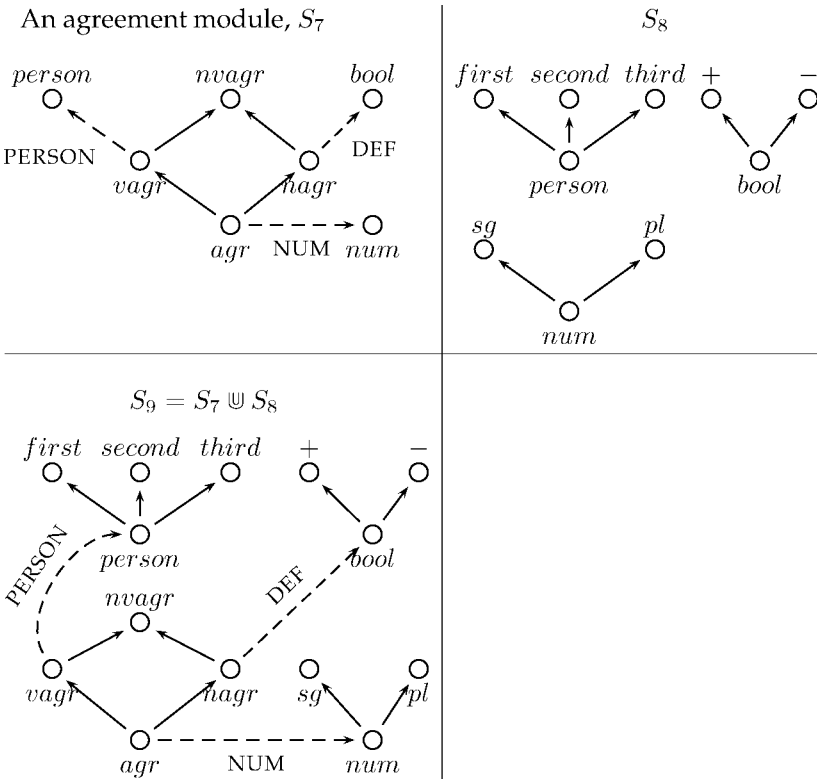 An agreement module, S₇
person nvagr bool
PERSON DEF
vagr nagr
agr NUM num
S₈
first second third + −
person bool
sg pl
num
S₉ = S₇ ⋓ S₈
first second third + −
PERSON person DEF bool
nvagr
vagr nagr sg pl
agr NUM num